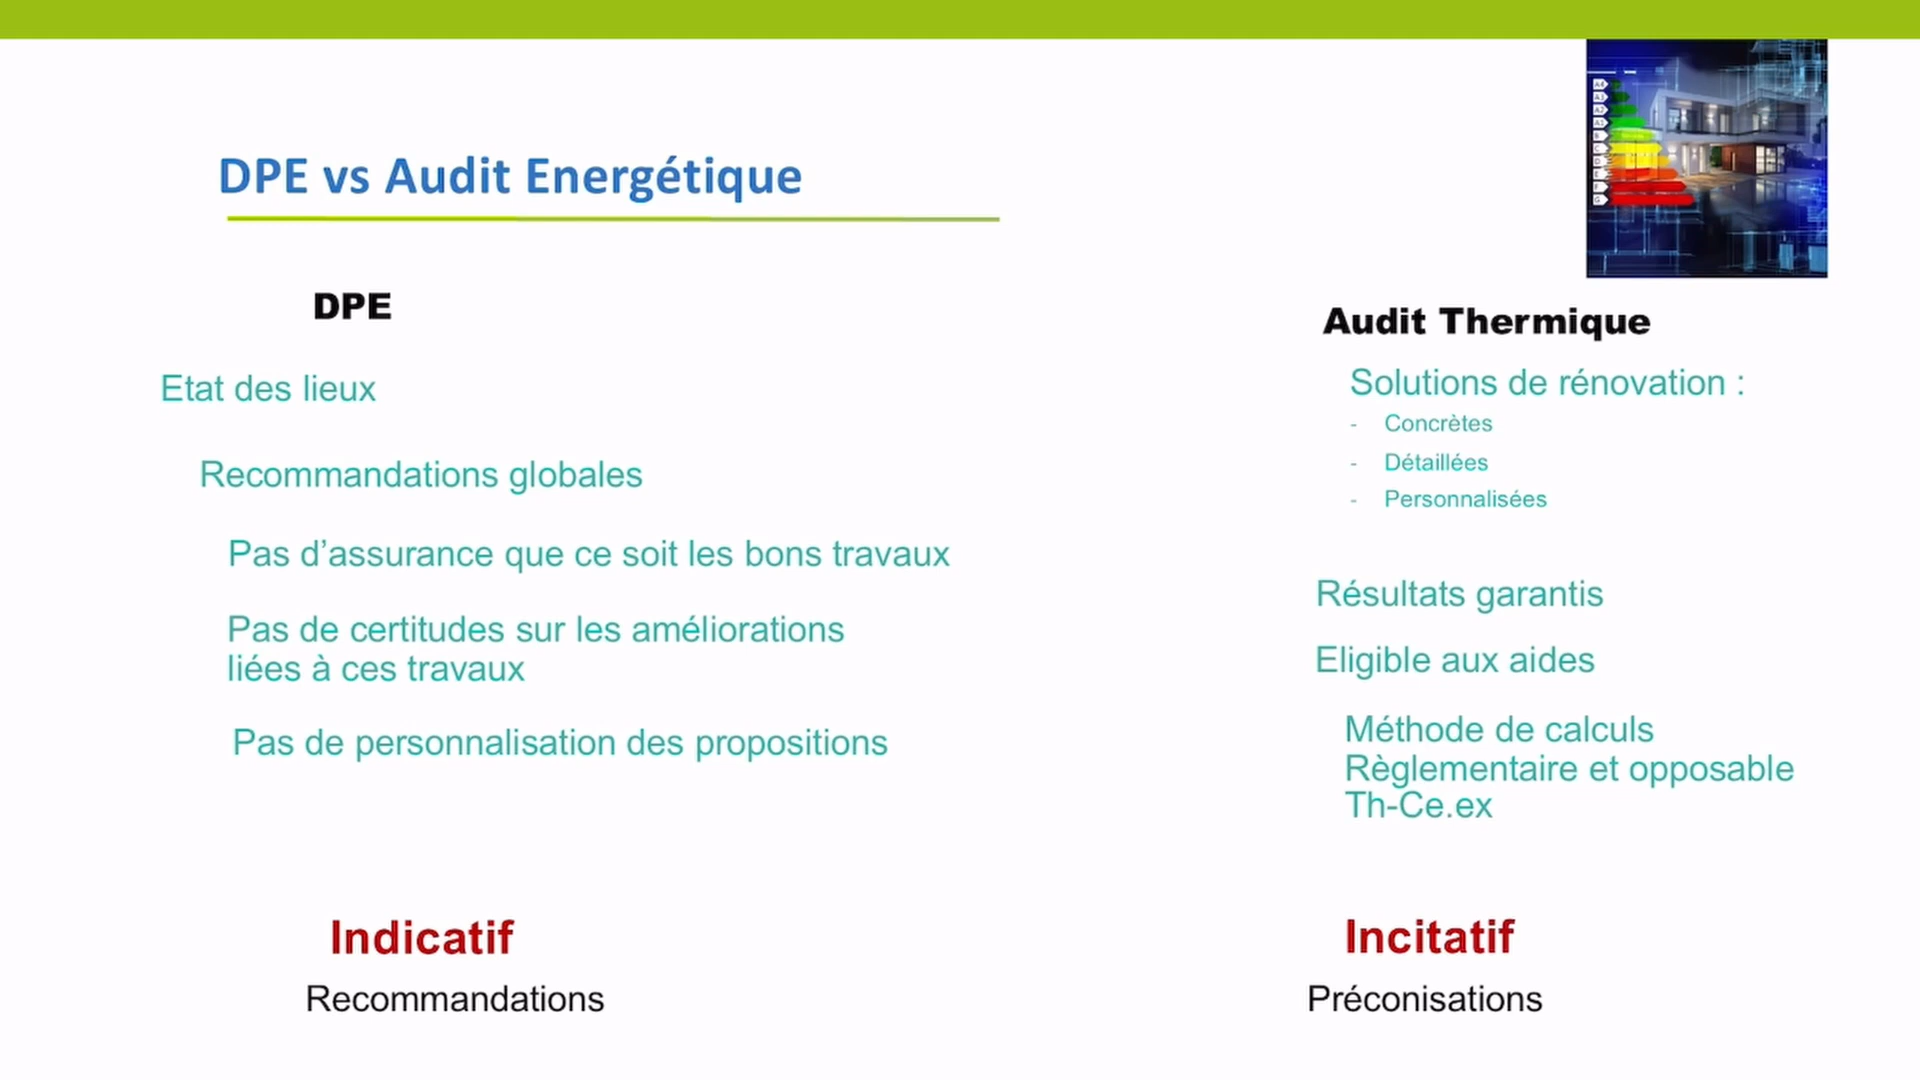 DPE vs Audit Energétique
DPE
Etat des lieux
Recommandations globales
Pas d’assurance que ce soit les bons travaux
Pas de certitudes sur les améliorations
liées à ces travaux
Pas de personnalisation des propositions
Indicatif
Recommandations
Audit Thermique
Solutions de rénovation :
- Concrètes
- Détaillées
- Personnalisées
Résultats garantis
Eligible aux aides
Méthode de calculs
Règlementaire et opposable
Th-Ce.ex
Incitatif
Préconisations